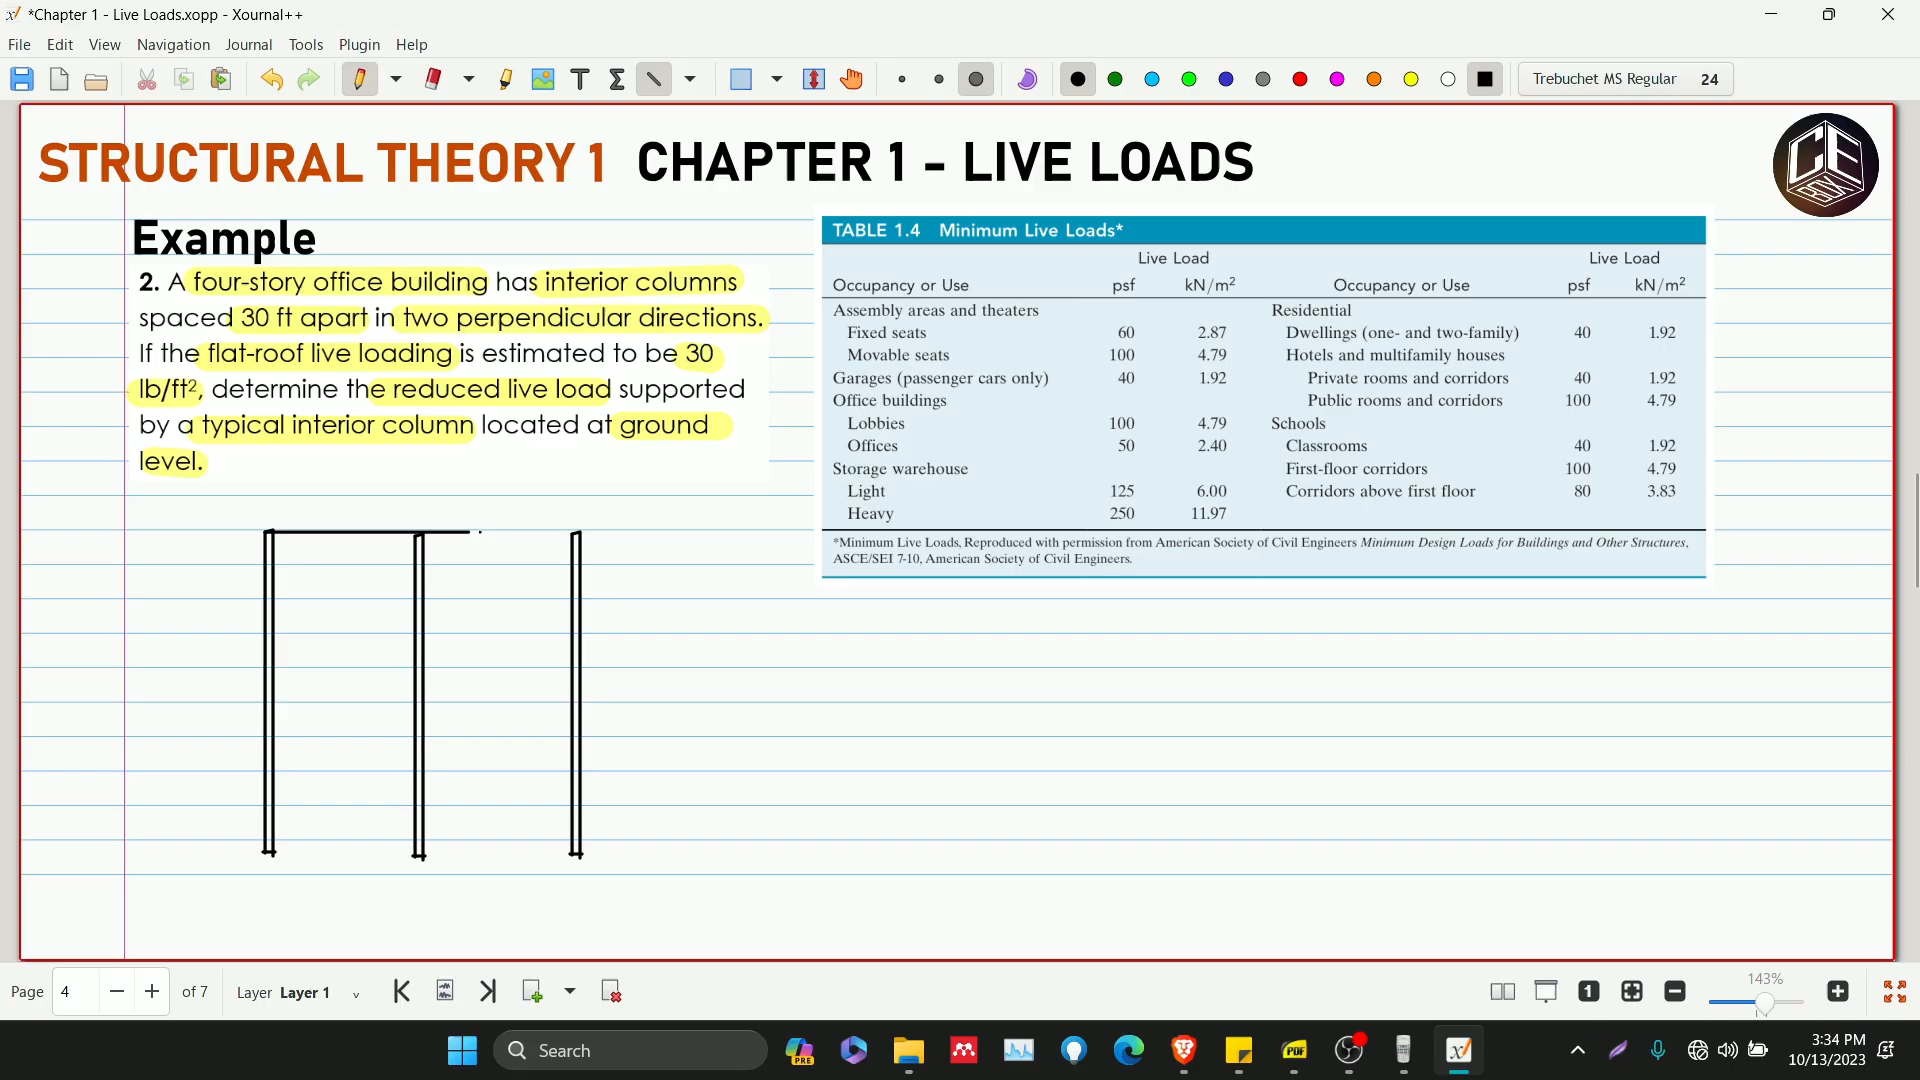 *Chapter 1 - Live Loads.xopp - Xournal++
File Edit View Navigation Journal Tools Plugin Help
Trebuchet MS Regular 24
STRUCTURAL THEORY 1 CHAPTER 1 - LIVE LOADS
Example
2. A four-story office building has interior columns
spaced 30 ft apart in two perpendicular directions.
If the flat-roof live loading is estimated to be 30
lb/ft², determine the reduced live load supported
by a typical interior column located at ground
level.
TABLE 1.4 Minimum Live Loads*
Live Load Live Load
Occupancy or Use psf kN/m² Occupancy or Use psf kN/m²
Assembly areas and theaters Residential
Fixed seats 60 2.87 Dwellings (one- and two-family) 40 1.92
Movable seats 100 4.79 Hotels and multifamily houses
Garages (passenger cars only) 40 1.92 Private rooms and corridors 40 1.92
Office buildings Public rooms and corridors 100 4.79
Lobbies 100 4.79 Schools
Offices 50 2.40 Classrooms 40 1.92
Storage warehouse First-floor corridors 100 4.79
Light 125 6.00 Corridors above first floor 80 3.83
Heavy 250 11.97
*Minimum Live Loads, Reproduced with permission from American Society of Civil Engineers Minimum Design Loads for Buildings and Other Structures,
ASCE/SEI 7-10, American Society of Civil Engineers.
Page 4 of 7 Layer Layer 1 1 143%
Search
PRE
PDF
3:34 PM
10/13/2023